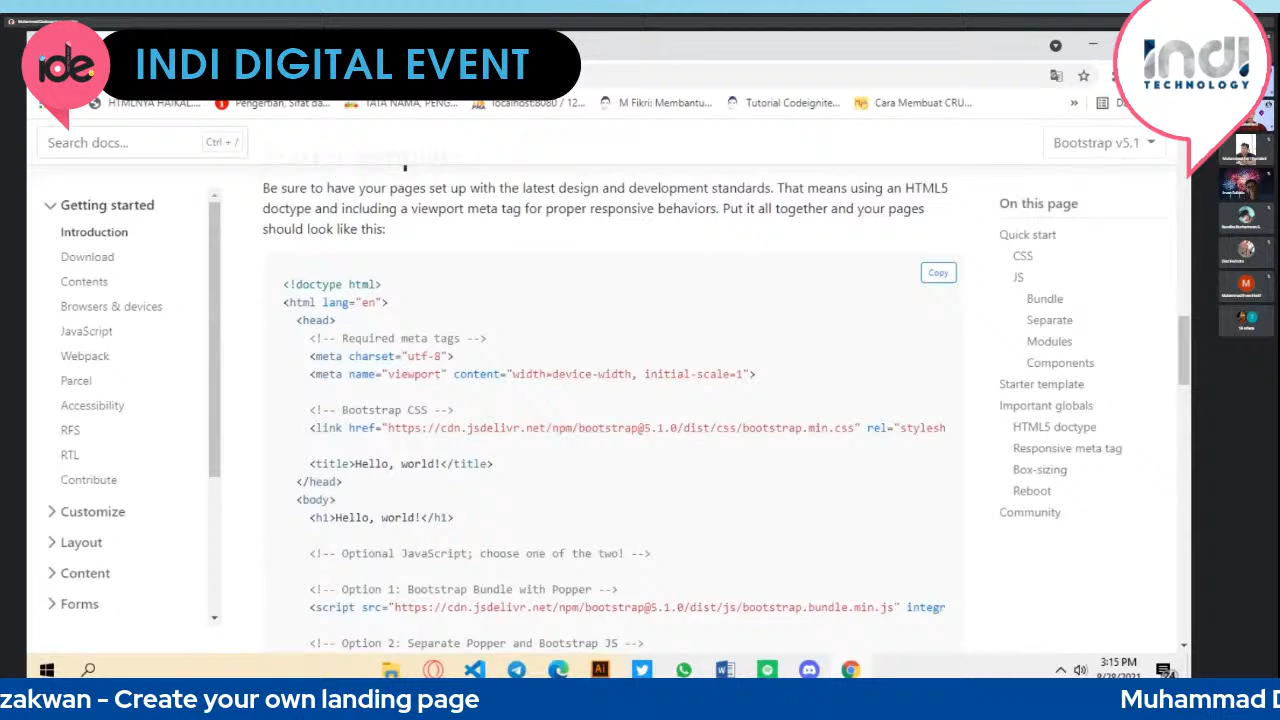 ide
INDI DIGITAL EVENT
indi
TECHNOLOGY
HTMLNYA HAIKAL...
Pengertian, Sifat da...
TATA NAMA, PENG...
localhost:8080 / 12...
M Fikri: Membantu...
Tutorial Codeignite...
Cara Membuat CRU...
»
Search docs...
Ctrl + /
Bootstrap v5.1
Getting started
Introduction
Download
Contents
Browsers & devices
JavaScript
Webpack
Parcel
Accessibility
RFS
RTL
Contribute
Customize
Layout
Content
Forms
Be sure to have your pages set up with the latest design and development standards. That means using an HTML5
doctype and including a viewport meta tag for proper responsive behaviors. Put it all together and your pages
should look like this:
Copy
<!doctype html>
<html lang="en">
<head>
<!-- Required meta tags -->
<meta charset="utf-8">
<meta name="viewport" content="width=device-width, initial-scale=1">
<!-- Bootstrap CSS -->
<link href="https://cdn.jsdelivr.net/npm/bootstrap@5.1.0/dist/css/bootstrap.min.css" rel="stylesh
<title>Hello, world!</title>
</head>
<body>
<h1>Hello, world!</h1>
<!-- Optional JavaScript; choose one of the two! -->
<!-- Option 1: Bootstrap Bundle with Popper -->
<script src="https://cdn.jsdelivr.net/npm/bootstrap@5.1.0/dist/js/bootstrap.bundle.min.js" integr
<!-- Option 2: Separate Popper and Bootstrap JS -->
On this page
Quick start
CSS
JS
Bundle
Separate
Modules
Components
Starter template
Important globals
HTML5 doctype
Responsive meta tag
Box-sizing
Reboot
Community
M
3:15 PM
8/28/2021
zakwan - Create your own landing page
Muhammad D